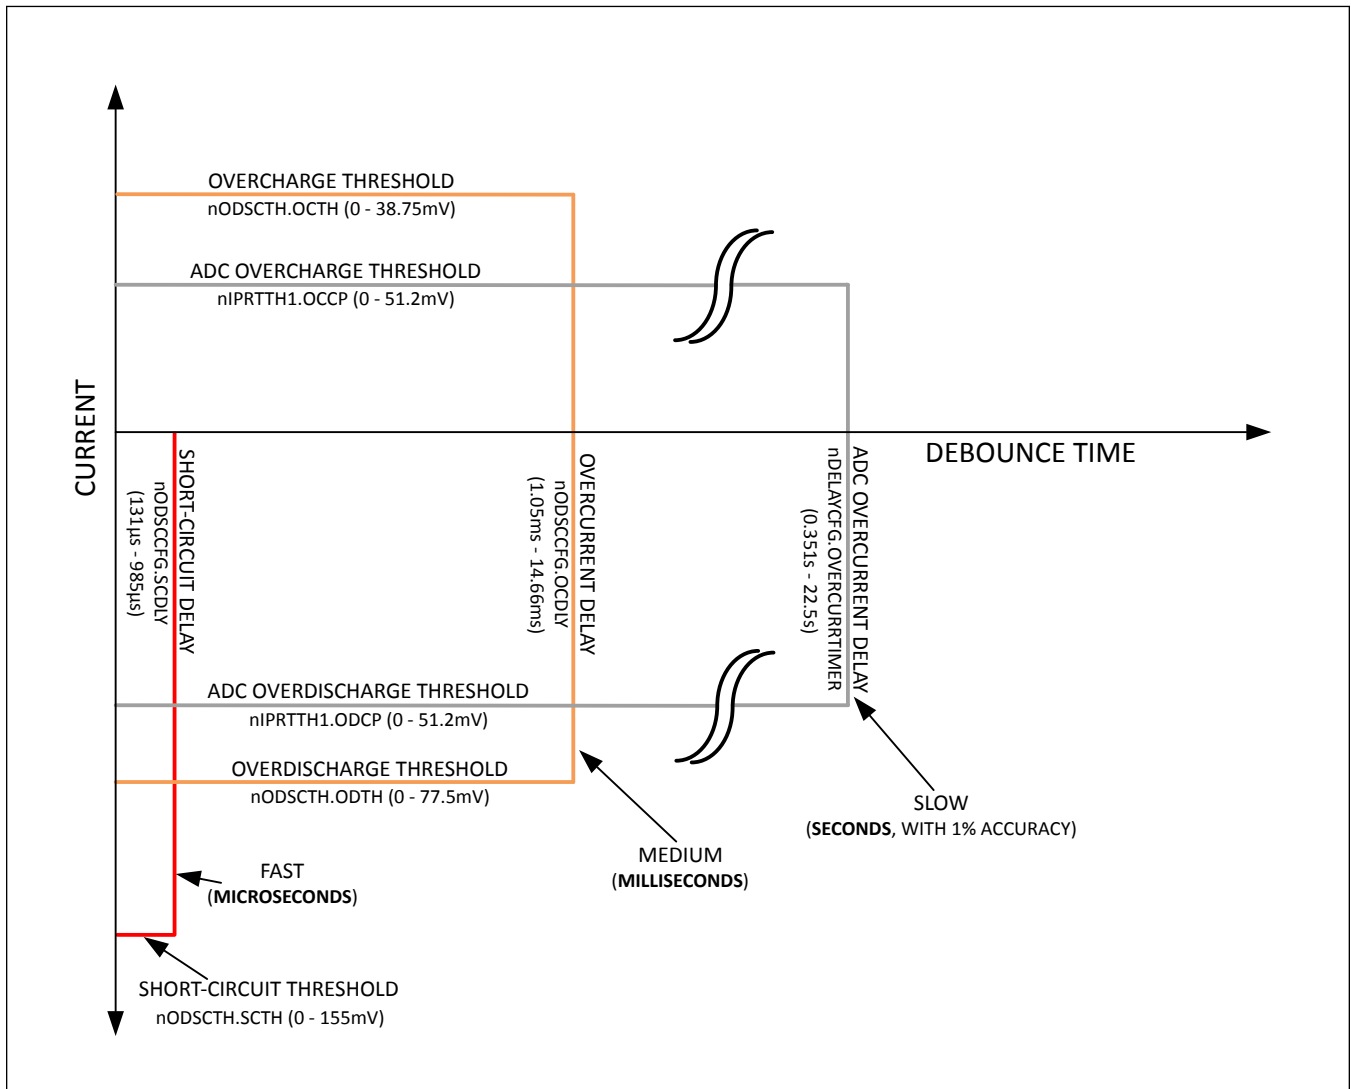 OVERCHARGE THRESHOLD
nODSCTH.OCTH (0 - 38.75mV)
ADC OVERCHARGE THRESHOLD
nIPRTTH1.OCCP (0 - 51.2mV)
CURRENT
DEBOUNCE TIME
SHORT-CIRCUIT DELAY
nODSCCFG.SCDLY
(131µs - 985µs)
OVERCURRENT DELAY
nODSCCFG.OCDLY
(1.05ms - 14.66ms)
ADC OVERCURRENT DELAY
nDELAYCFG.OVERCURRTIMER
(0.351s - 22.5s)
ADC OVERDISCHARGE THRESHOLD
nIPRTTH1.ODCP (0 - 51.2mV)
OVERDISCHARGE THRESHOLD
nODSCTH.ODTH (0 - 77.5mV)
SLOW
(SECONDS, WITH 1% ACCURACY)
MEDIUM
(MILLISECONDS)
FAST
(MICROSECONDS)
SHORT-CIRCUIT THRESHOLD
nODSCTH.SCTH (0 - 155mV)